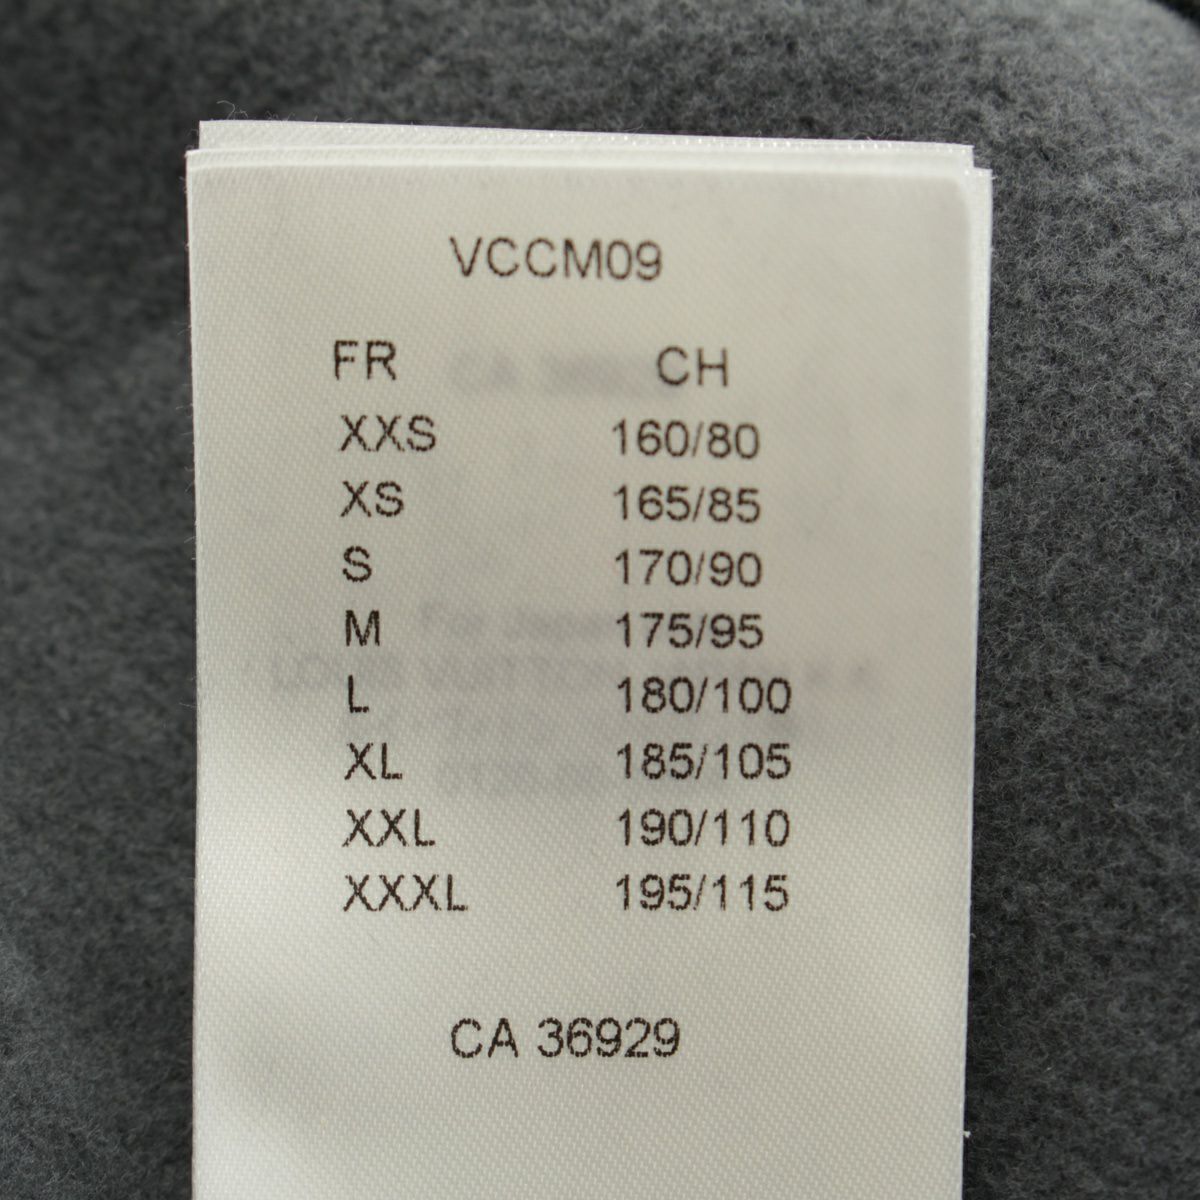 VCCM09
FR CH
XXS 160/80
XS 165/85
S 170/90
M 175/95
L 180/100
XL 185/105
XXL 190/110
XXXL 195/115
CA 36929